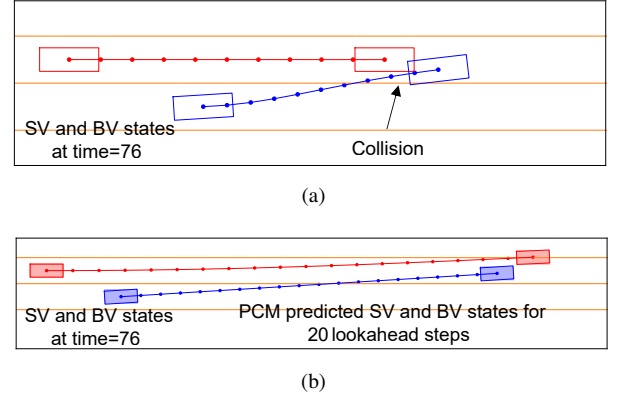 SV and BV states
at time=76
Collision
(a)
SV and BV states
at time=76
PCM predicted SV and BV states for
20 lookahead steps
(b)